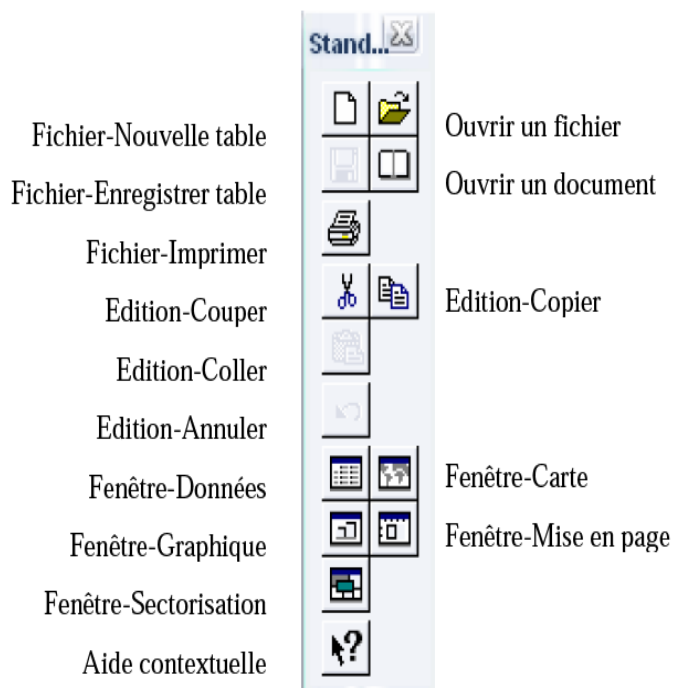 Stand...
Fichier-Nouvelle table
Ouvrir un fichier
Fichier-Enregistrer table
Ouvrir un document
Fichier-Imprimer
Edition-Couper
Edition-Copier
Edition-Coller
Edition-Annuler
Fenêtre-Données
Fenêtre-Carte
Fenêtre-Graphique
Fenêtre-Mise en page
Fenêtre-Sectorisation
Aide contextuelle